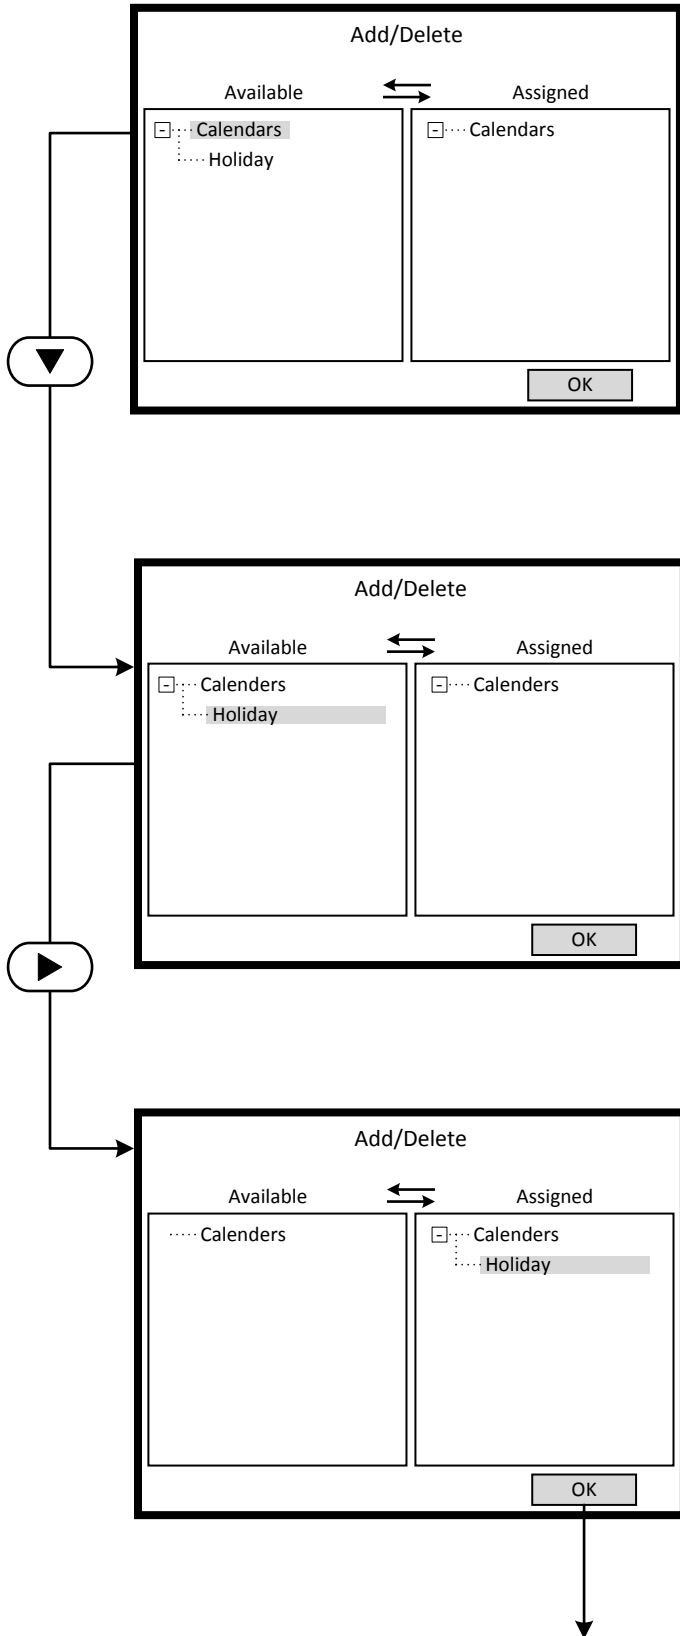 Add/Delete
Available Assigned
- Calendars - Calendars
Holiday
OK
Add/Delete
Available Assigned
- Calenders - Calenders
Holiday
OK
Add/Delete
Available Assigned
Calenders - Calenders
Holiday
OK